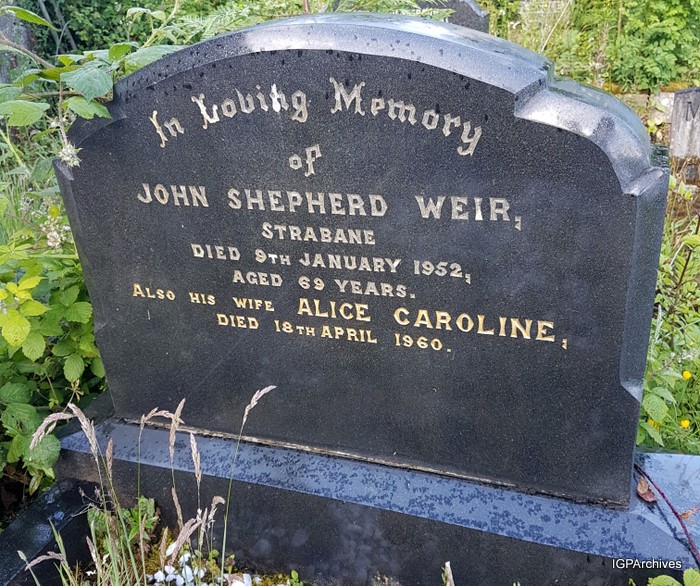 In Loving Memory
of
JOHN SHEPHERD WEIR,
STRABANE
DIED 9TH JANUARY 1952,
AGED 69 YEARS.
ALSO HIS WIFE ALICE CAROLINE,
DIED 18TH APRIL 1960.
IGPArchives